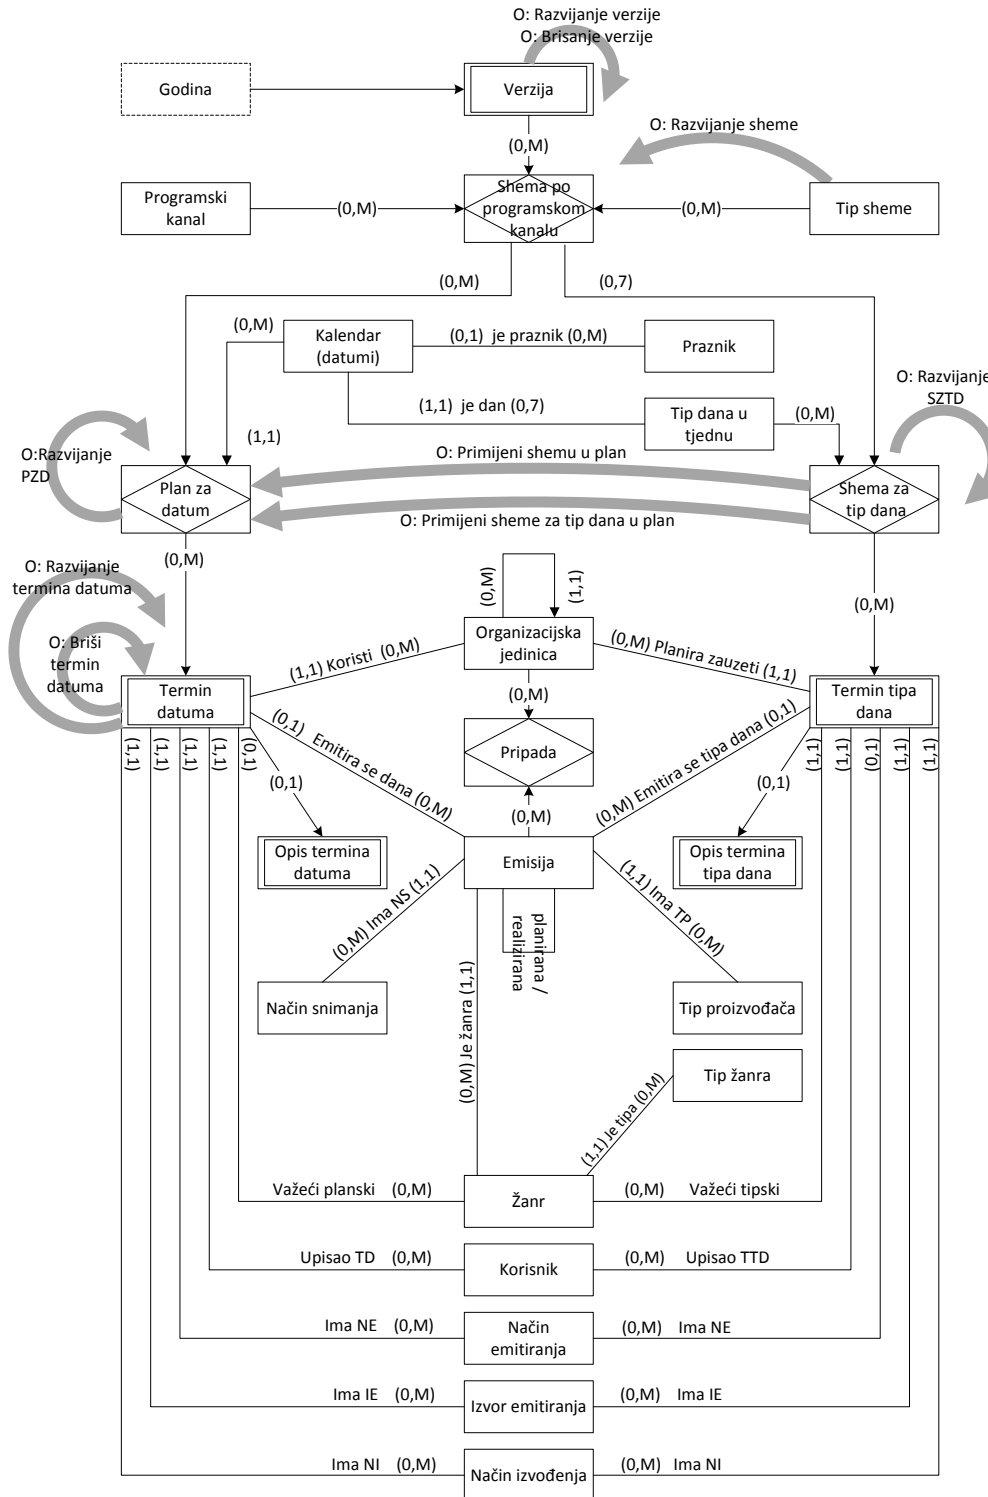 O: Razvijanje verzije
O: Brisanje verzije
Godina
Verzija
(0,M)
O: Razvijanje sheme
Programski
kanal
(0,M)
Shema po
programskom
kanalu
(0,M)
Tip sheme
(0,M)
(0,7)
(0,M)
Kalendar
(datumi)
(0,1) je praznik (0,M)
Praznik
O: Razvijanje
SZTD
(1,1) je dan (0,7)
Tip dana u
tjednu
(0,M)
(1,1)
O:Razvijanje
PZD
O: Primijeni shemu u plan
Plan za
datum
Shema za
tip dana
O: Primijeni sheme za tip dana u plan
(0,M)
O: Razvijanje
termina datuma
(0,M)
(1,1)
(0,M)
O: Briši
termin
datuma
Organizacijska
jedinica
(1,1) Koristi (0,M)
(0,M) Planira zauzeti (1,1)
Termin
datuma
(0,M)
Termin tipa
dana
(0,1) Emitira se dana (0,M)
Pripada
(0,M) Emitira se tipa dana (0,1)
(1,1)
(1,1)
(1,1)
(1,1)
(0,1)
(1,1)
(1,1)
(0,1)
(1,1)
(1,1)
(0,1)
(0,M)
(0,1)
Opis termina
datuma
Emisija
Opis termina
tipa dana
(0,M) Ima NS (1,1)
(1,1) Ima TP (0,M)
planirana /
realizirana
Način snimanja
Tip proizvođača
(0,M) Je žanra (1,1)
Tip žanra
(1,1) Je tipa (0,M)
Važeći planski (0,M)
Žanr
(0,M) Važeći tipski
Upisao TD (0,M)
Korisnik
(0,M) Upisao TTD
Ima NE (0,M)
Način
emitiranja
(0,M) Ima NE
Ima IE (0,M)
Izvor emitiranja
(0,M) Ima IE
Ima NI (0,M)
Način izvođenja
(0,M) Ima NI